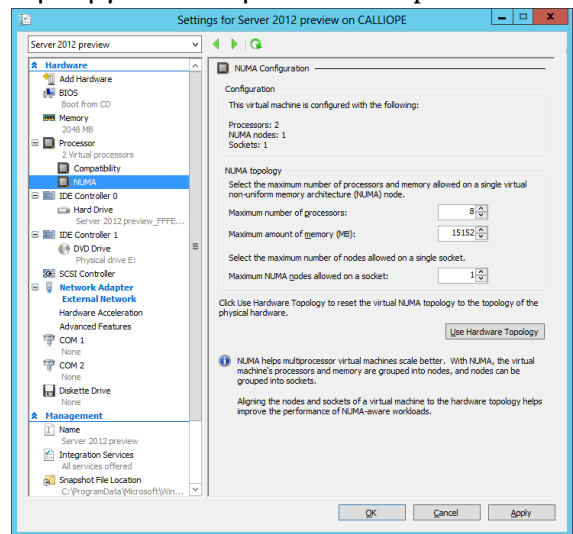 Settings for Server 2012 preview on CALLIOPE
Server 2012 preview
Hardware
Add Hardware
BIOS
Boot from CD
Memory
2048 MB
Processor
2 Virtual processors
Compatibility
NUMA
IDE Controller 0
Hard Drive
Server 2012 preview_FFFE...
IDE Controller 1
DVD Drive
Physical drive E:
SCSI Controller
Network Adapter
External Network
Hardware Acceleration
Advanced Features
COM 1
None
COM 2
None
Diskette Drive
None
Management
Name
Server 2012 preview
Integration Services
All services offered
Snapshot File Location
C:\ProgramData\Microsoft\Win...
NUMA Configuration
Configuration
This virtual machine is configured with the following:
Processors: 2
NUMA nodes: 1
Sockets: 1
NUMA topology
Select the maximum number of processors and memory allowed on a single virtual
non-uniform memory architecture (NUMA) node.
Maximum number of processors: 8
Maximum amount of memory (MB): 15152
Select the maximum number of nodes allowed on a single socket.
Maximum NUMA nodes allowed on a socket: 1
Click Use Hardware Topology to reset the virtual NUMA topology to the topology of the
physical hardware.
Use Hardware Topology
NUMA helps multiprocessor virtual machines scale better. With NUMA, the virtual
machine's processors and memory are grouped into nodes, and nodes can be
grouped into sockets.
Aligning the nodes and sockets of a virtual machine to the hardware topology helps
improve the performance of NUMA-aware workloads.
OK Cancel Apply